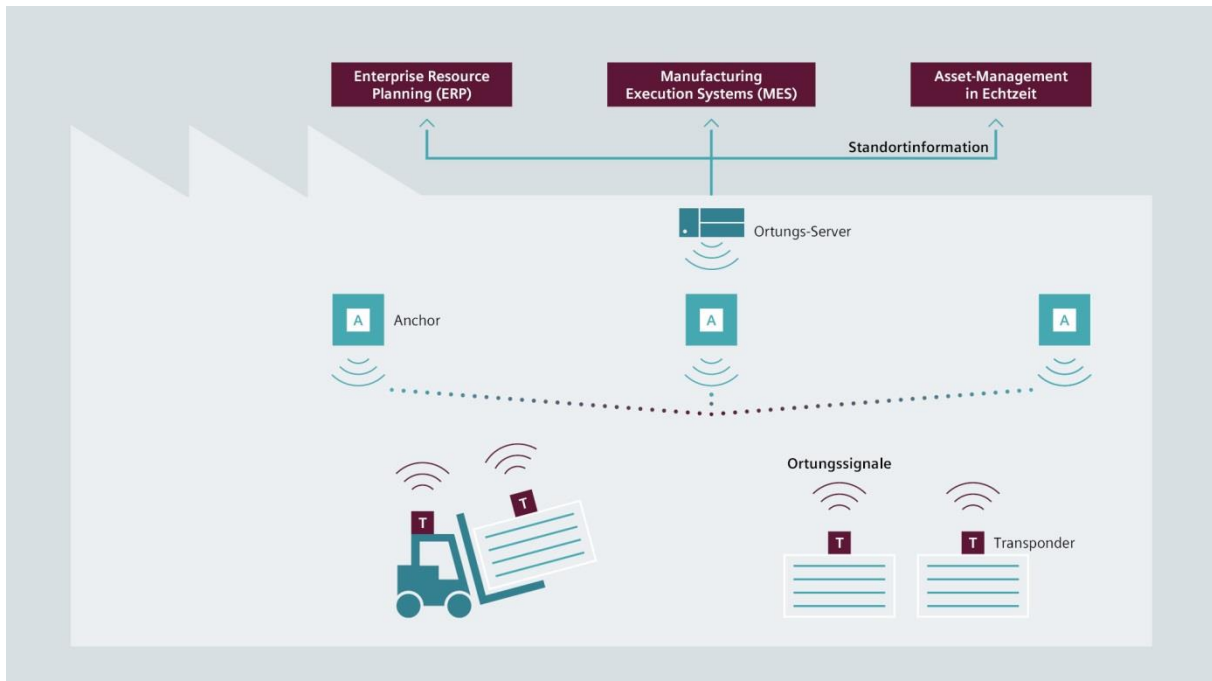 Enterprise Resource
Planning (ERP)
Manufacturing
Execution Systems (MES)
Asset-Management
in Echtzeit
Standortinformation
Ortungs-Server
A
Anchor
A
A
Ortungssignale
T
T
T
T
Transponder